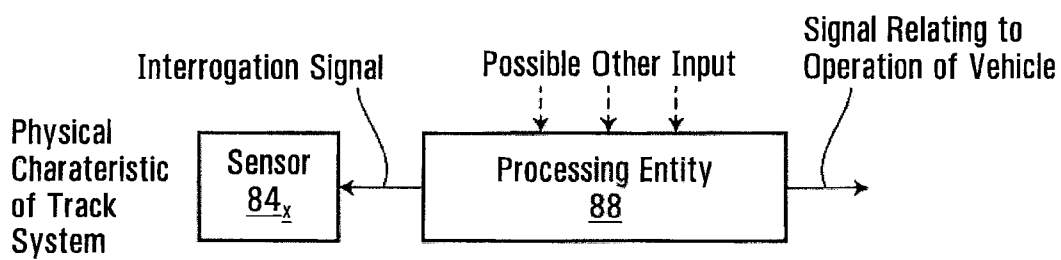 Signal Relating to
Operation of Vehicle
Interrogation Signal
Possible Other Input
Physical
Charateristic
of Track
System
Sensor
84x
Processing Entity
88